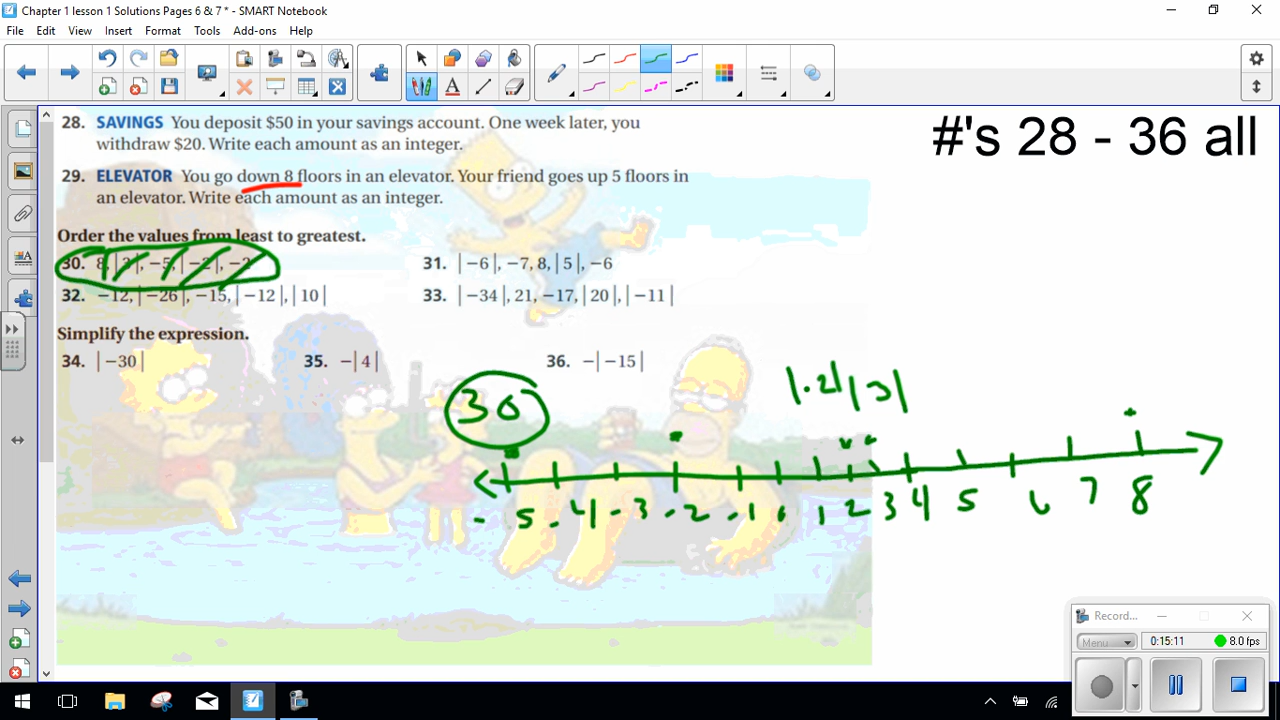 Chapter 1 lesson 1 Solutions Pages 6 & 7 * - SMART Notebook
File Edit View Insert Format Tools Add-ons Help
28. SAVINGS You deposit $50 in your savings account. One week later, you
withdraw $20. Write each amount as an integer.
#'s 28 - 36 all
29. ELEVATOR You go down 8 floors in an elevator. Your friend goes up 5 floors in
an elevator. Write each amount as an integer.
Order the values from least to greatest.
30. 8, |3|, −5, |−2|, −2
31. |−6|, −7, 8, |5|, −6
32. −12, |−26|, −15, |−12|, |10|
33. |−34|, 21, −17, |20|, |−11|
Simplify the expression.
34. |−30|
35. −|4|
36. −|−15|
30
|-2| |3|
-5 -4 -3 -2 -1 0 1 2 3 4 5 6 7 8
Record...
Menu 0:15:11 8.0 fps